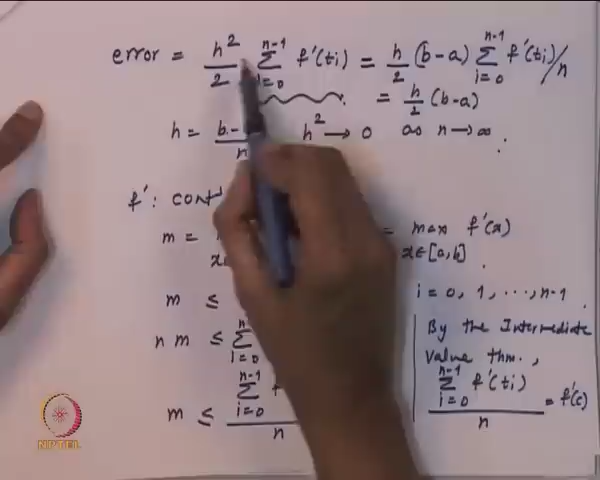 error = h²/2 Σ_{i=0}^{n-1} f'(ti) = h/2 (b-a) Σ_{i=0}^{n-1} f'(ti)/n
= h/2 (b-a)
h = b- / n h² → 0 as n → ∞ .
f' : cont
m = = max f'(x)
x∈[a,b] .
m ≤ i = 0, 1, ..., n-1 .
n m ≤ Σ_{i=0}
m ≤ Σ_{i=0}^{n-1} / n
By the Intermediate
Value thm. ,
Σ_{i=0}^{n-1} f'(ti) / n = f'(c)
NPTEL